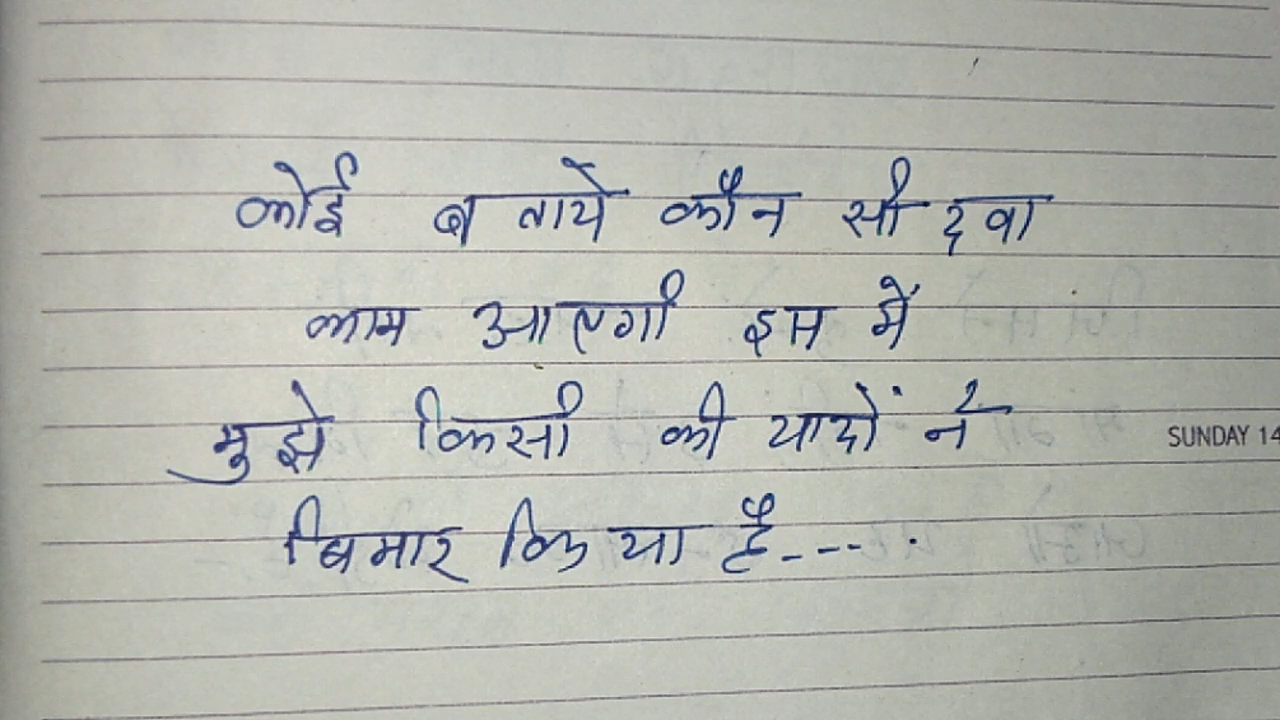 कोई बताये कौन सी दवा
काम आएगी इस में
मुझे किसी की यादों ने
SUNDAY 14
बिमार किया है----.